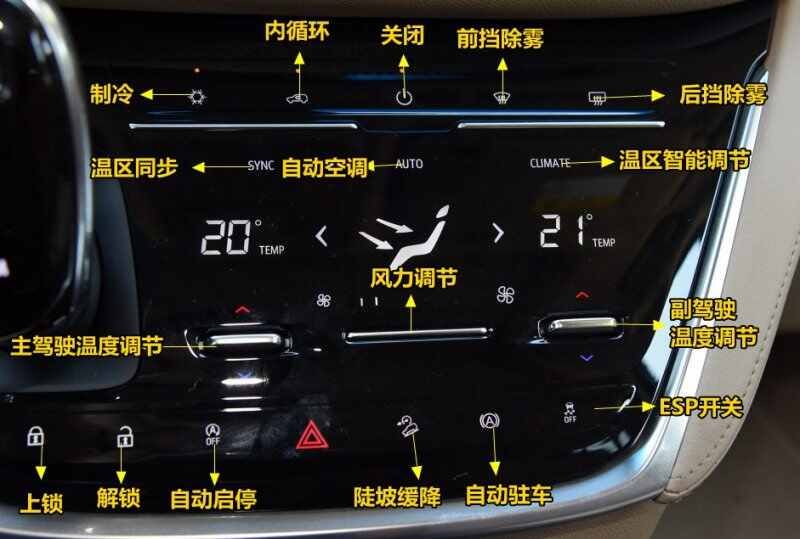 内循环
关闭
前挡除雾
制冷
后挡除雾
温区同步
SYNC
自动空调
AUTO
CLIMATE
温区智能调节
20°
TEMP
21°
TEMP
风力调节
主驾驶温度调节
副驾驶
温度调节
ESP开关
A
OFF
A
OFF
上锁
解锁
自动启停
陡坡缓降
自动驻车